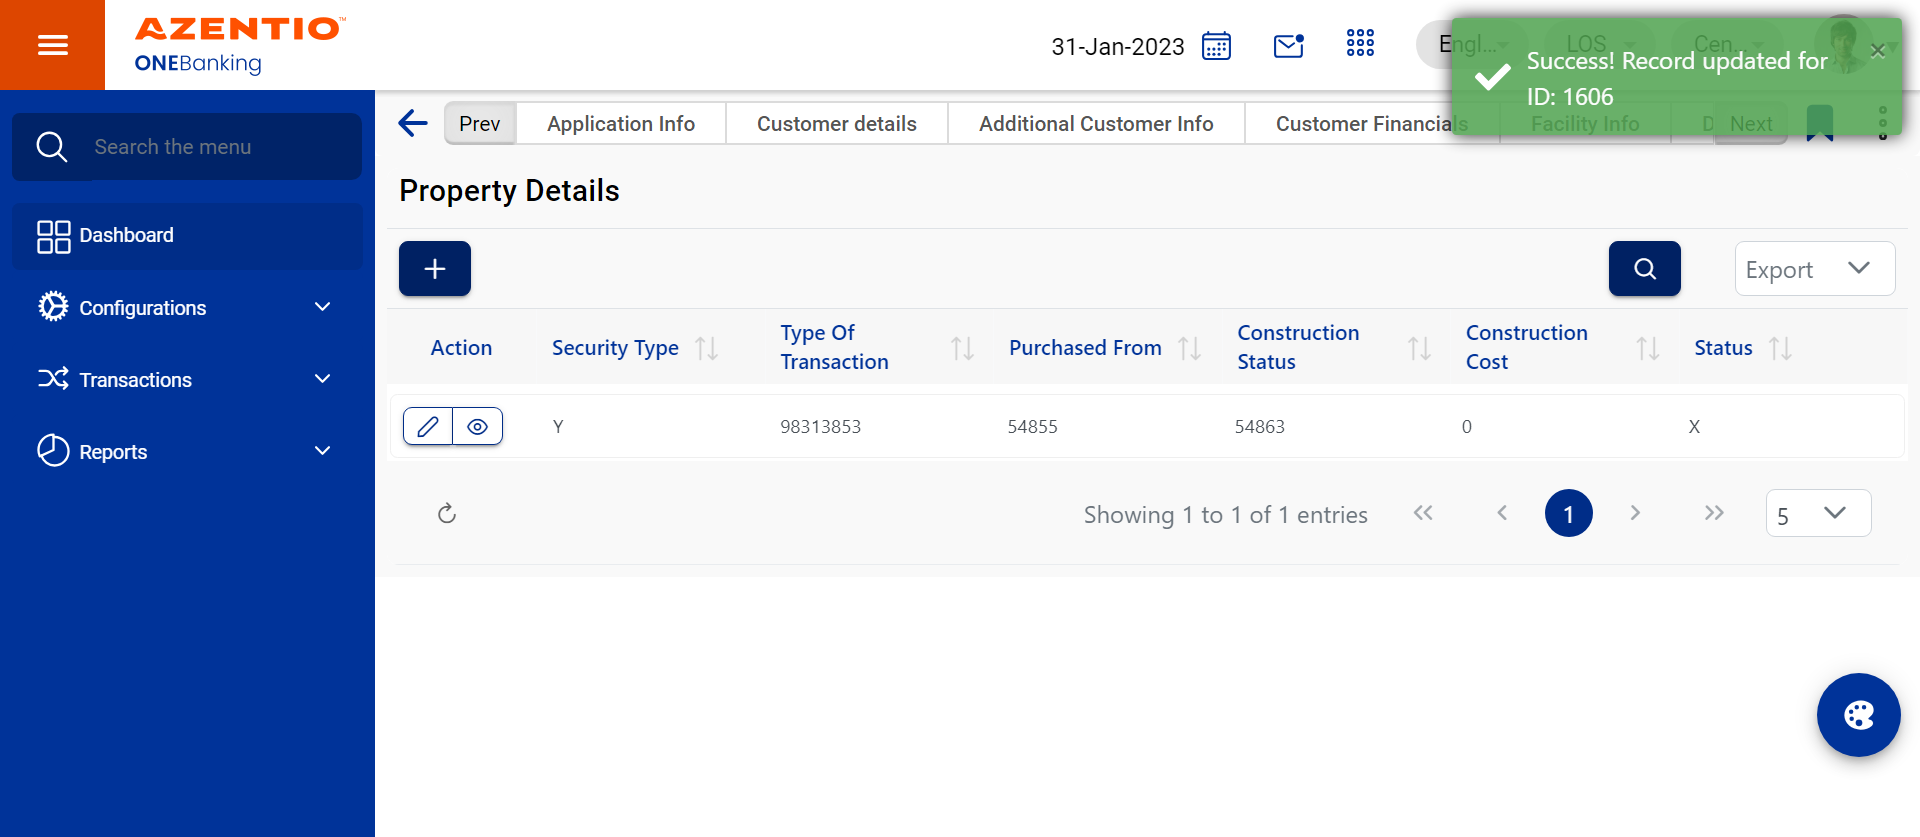 AZENTIO™
ONEBanking
31-Jan-2023
Engl...
LOS
Cen...
Success! Record updated for
ID: 1606
Prev
Application Info
Customer details
Additional Customer Info
Customer Financials
Facility Info
D
Next
Search the menu
Dashboard
Configurations
Transactions
Reports
Property Details
Export
Action
Security Type
Type Of
Transaction
Purchased From
Construction
Status
Construction
Cost
Status
Y
98313853
54855
54863
0
X
Showing 1 to 1 of 1 entries
1
5